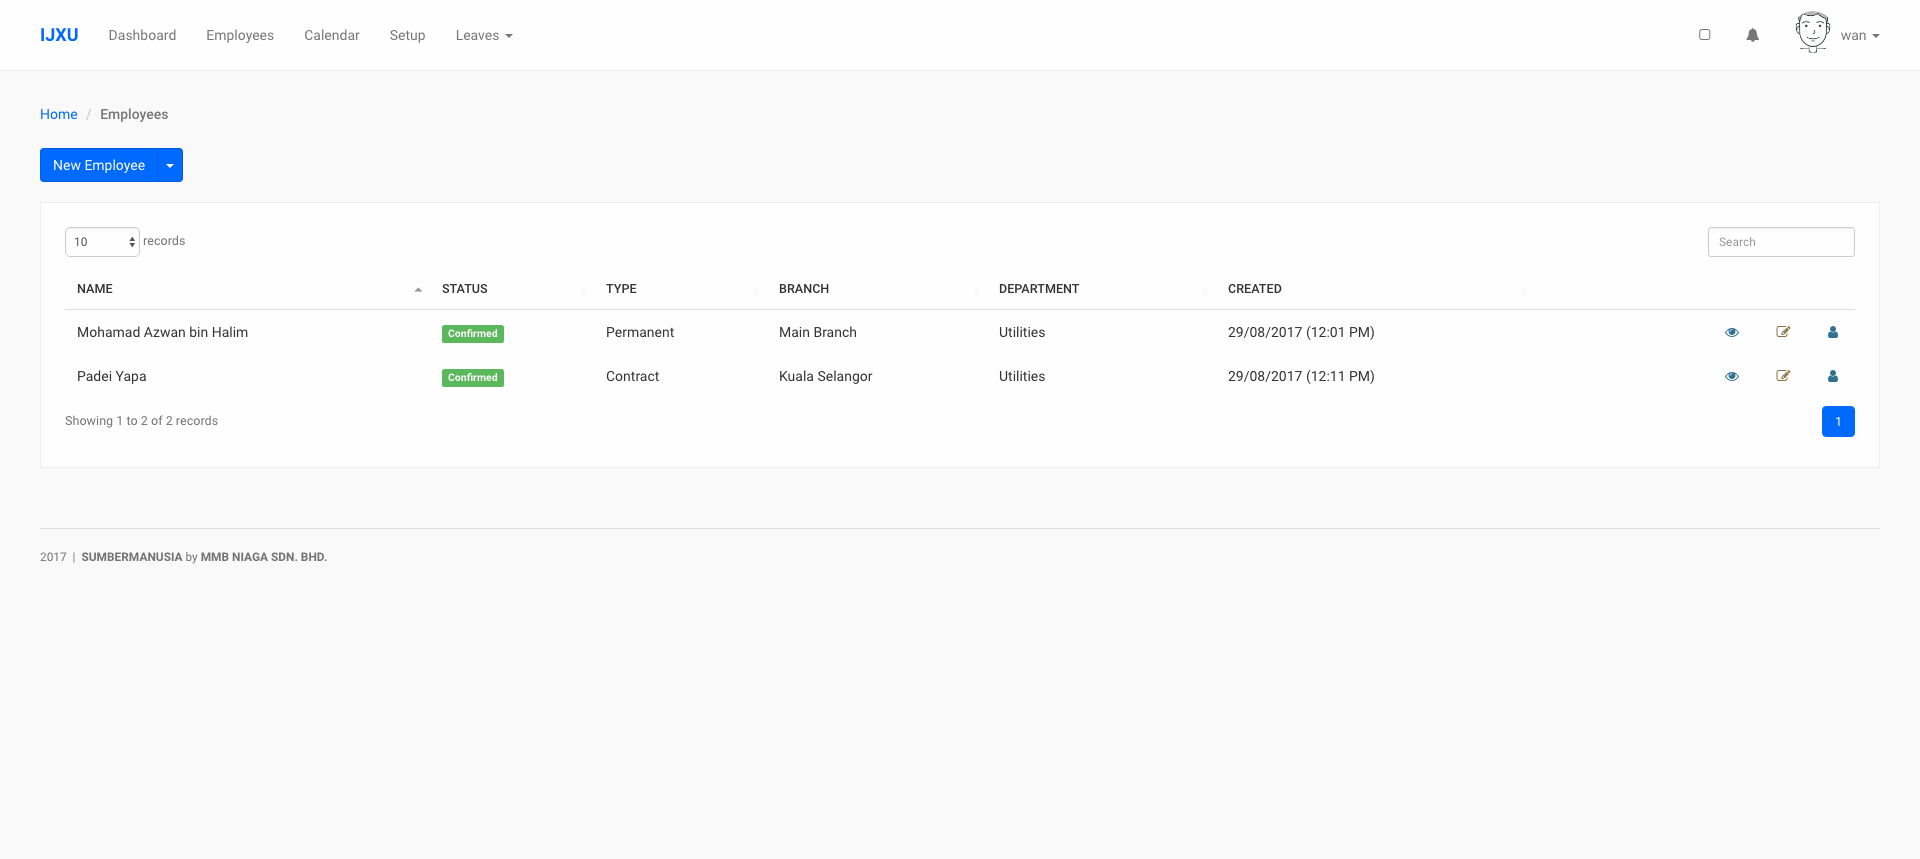 IJXU Dashboard Employees Calendar Setup Leaves wan
Home / Employees
New Employee
10 records Search
NAME STATUS TYPE BRANCH DEPARTMENT CREATED
Mohamad Azwan bin Halim Confirmed Permanent Main Branch Utilities 29/08/2017 (12:01 PM)
Padei Yapa Confirmed Contract Kuala Selangor Utilities 29/08/2017 (12:11 PM)
Showing 1 to 2 of 2 records 1
2017 | SUMBERMANUSIA by MMB NIAGA SDN. BHD.